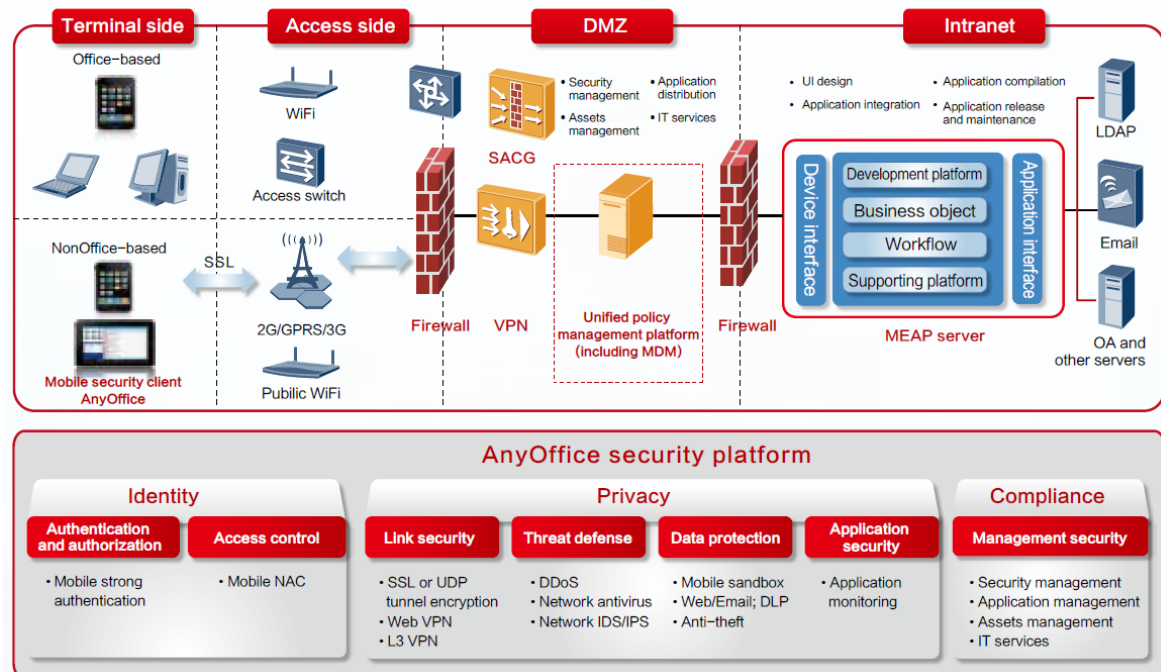 Terminal side
Access side
DMZ
Intranet
Office-based
WiFi
Access switch
NonOffice-based
SSL
2G/GPRS/3G
Pubilic WiFi
Mobile security client
AnyOffice
Firewall
SACG
• Security
management
• Assets
management
• Application
distribution
• IT services
VPN
Unified policy
management platform
(including MDM)
Firewall
• UI design
• Application integration
• Application compilation
• Application release
and maintenance
Device interface
Development platform
Business object
Workflow
Supporting platform
Application interface
MEAP server
LDAP
Email
OA and
other servers
AnyOffice security platform
Identity
Authentication
and authorization
• Mobile strong
authentication
Access control
• Mobile NAC
Privacy
Link security
• SSL or UDP
tunnel encryption
• Web VPN
• L3 VPN
Threat defense
• DDoS
• Network antivirus
• Network IDS/IPS
Data protection
• Mobile sandbox
• Web/Email; DLP
• Anti-theft
Application
security
• Application
monitoring
Compliance
Management security
• Security management
• Application management
• Assets management
• IT services